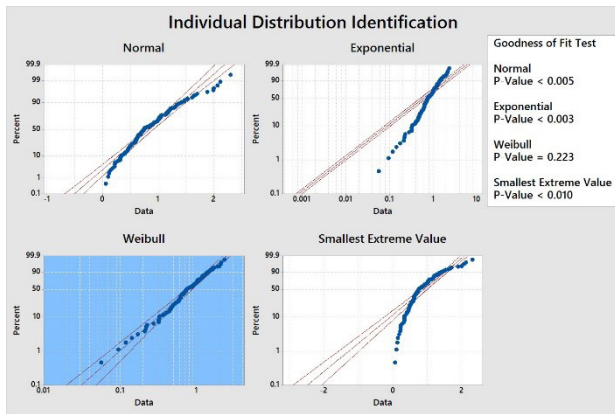 Individual Distribution Identification
Normal
Exponential
Percent
99.9
99
90
50
10
1
0.1
-1
0
1
2
Data
Percent
99.9
90
50
10
1
0.1
0.001
0.01
0.1
1
10
Data
Goodness of Fit Test
Normal
P-Value < 0.005
Exponential
P-Value < 0.003
Weibull
P Value = 0.223
Smallest Extreme Value
P-Value < 0.010
Weibull
Smallest Extreme Value
Percent
99.9
90
50
10
1
0.1
0.01
0.1
1
Data
Percent
99.9
90
50
10
1
0.1
-2
0
2
Data